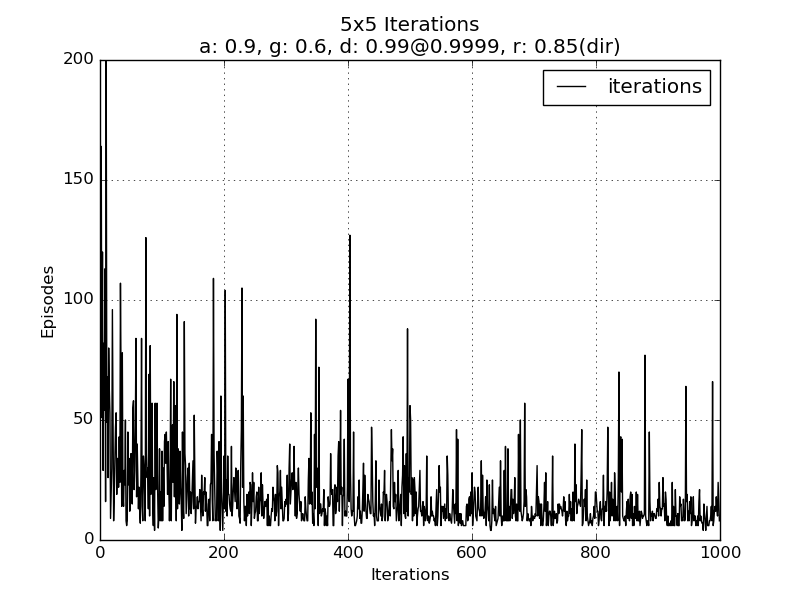 5x5 Iterations
a: 0.9, g: 0.6, d: 0.99@0.9999, r: 0.85(dir)
iterations
200
150
100
50
0
Episodes
0 200 400 600 800 1000
Iterations